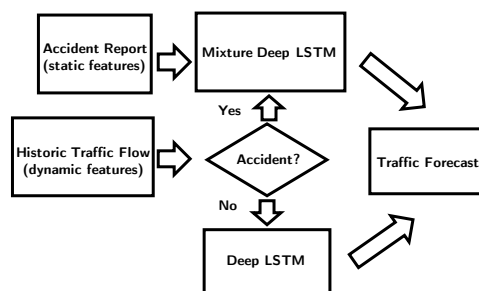 Accident Report
(static features)
Mixture Deep LSTM
Yes
Historic Traffic Flow
(dynamic features)
Accident?
Traffic Forecast
No
Deep LSTM